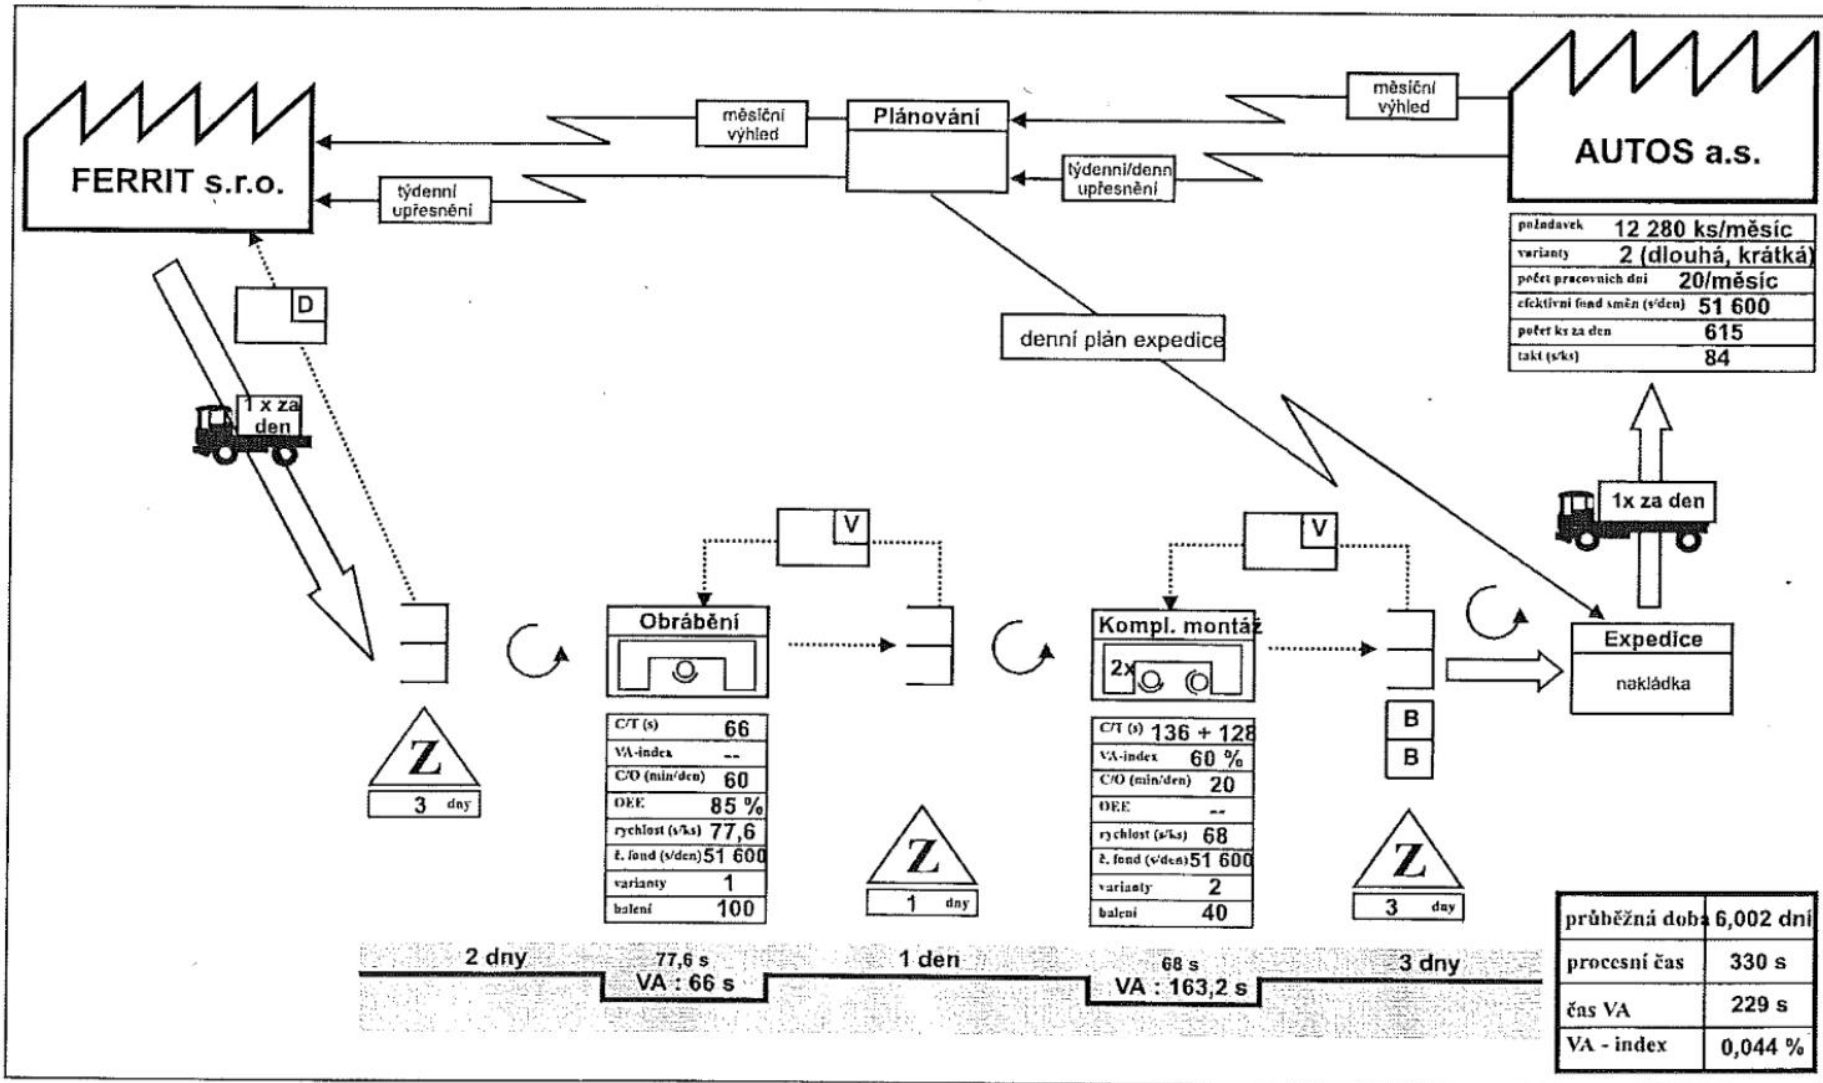 FERRIT s.r.o.
měsíční
výhled
týdenní
upřesnění
Plánování
měsíční
výhled
týdenni/denn
upřesnění
AUTOS a.s.
požadavek 12 280 ks/měsíc
varianty 2 (dlouhá, krátká)
počet pracovních dní 20/měsíc
efektivní fond směn (s/den) 51 600
počet ks za den 615
takt (s/ks) 84
D
1 x za
den
denní plán expedice
1x za den
V
V
Obrábění
Kompl. montáž
2x
Expedice
nakládka
C/T (s) 66
VA-index --
C/O (min/den) 60
OEE 85 %
rychlost (s/ks) 77,6
č. fond (s/den) 51 600
varianty 1
balení 100
C/T (s) 136 + 128
VA-index 60 %
C/O (min/den) 20
OEE --
rychlost (s/ks) 68
č. fond (s/den) 51 600
varianty 2
balení 40
B
B
Z
3 dny
Z
1 dny
Z
3 dny
2 dny
77,6 s
VA : 66 s
1 den
68 s
VA : 163,2 s
3 dny
průběžná doba 6,002 dní
procesní čas 330 s
čas VA 229 s
VA - index 0,044 %